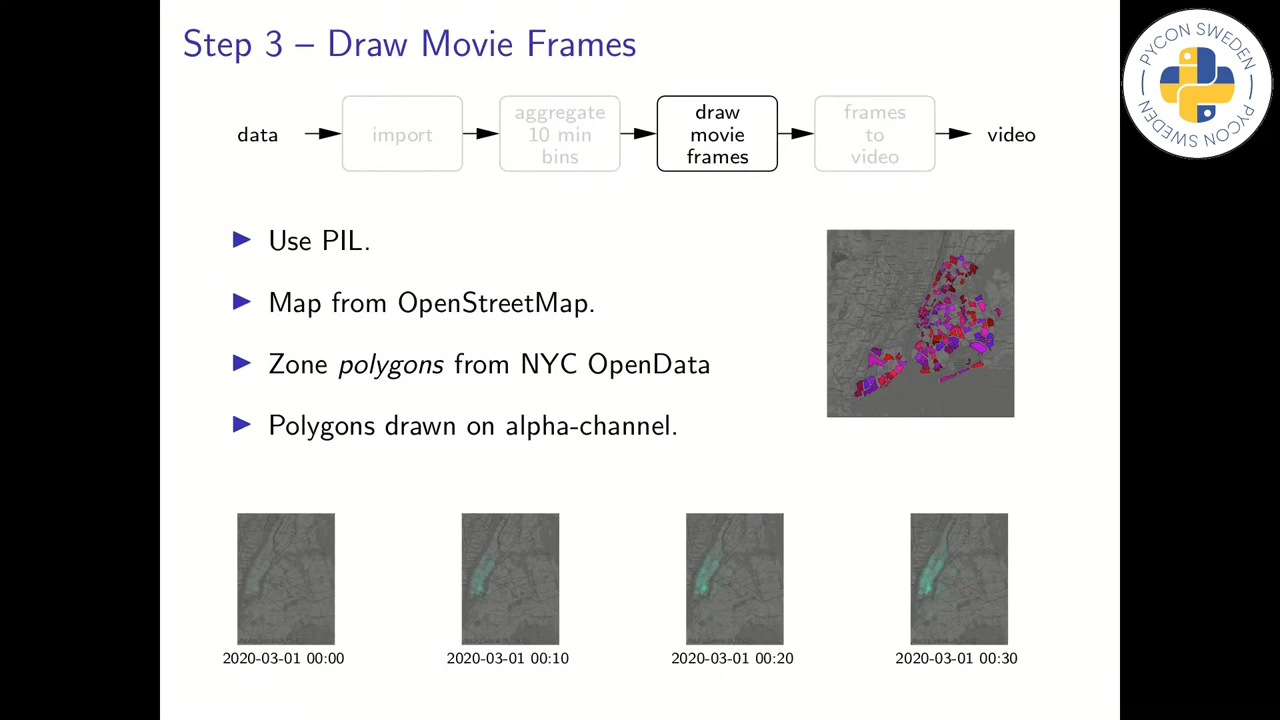 Step 3 – Draw Movie Frames
PYCON SWEDEN
PYCON SWEDEN
data
import
aggregate
10 min
bins
draw
movie
frames
frames
to
video
video
Use PIL.
Map from OpenStreetMap.
Zone polygons from NYC OpenData
Polygons drawn on alpha-channel.
2020-03-01 00:00
2020-03-01 00:10
2020-03-01 00:20
2020-03-01 00:30